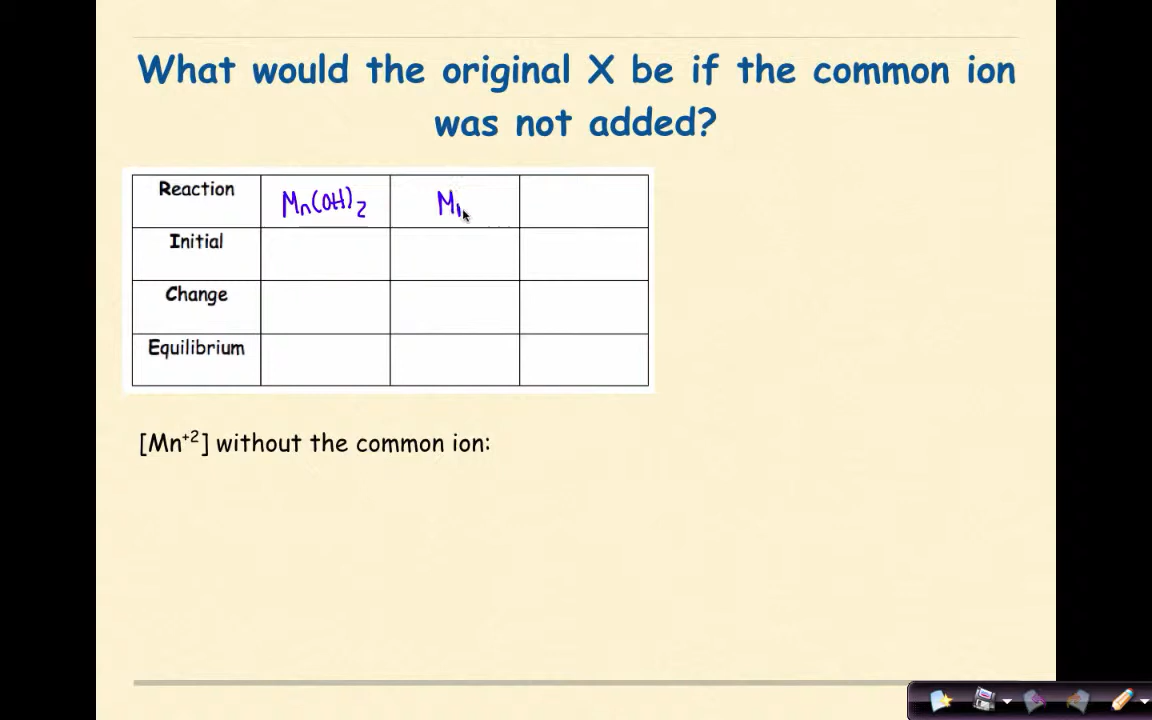 What would the original X be if the common ion
was not added?
Reaction Mn(OH)2
Initial
Change
Equilibrium
[Mn+2] without the common ion: